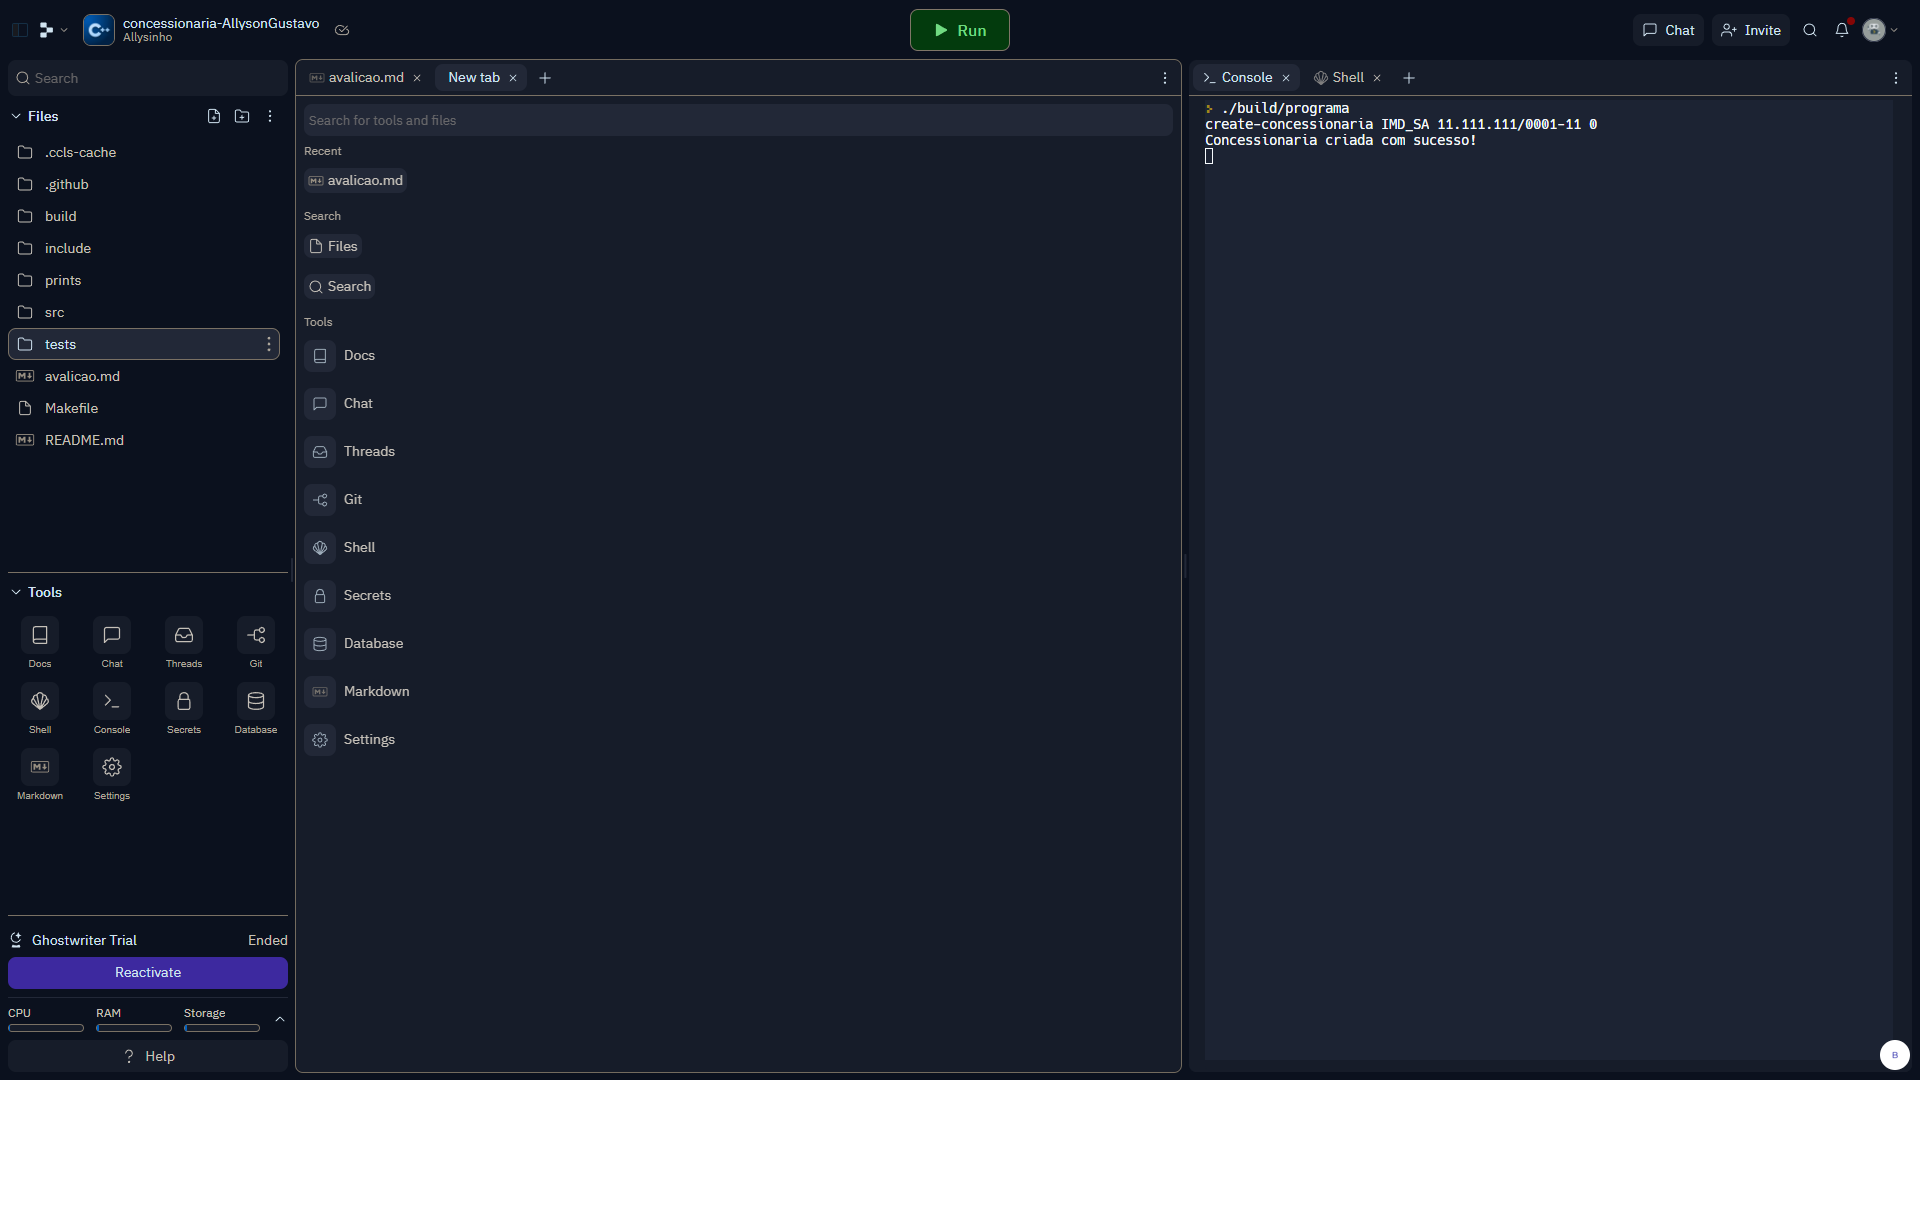 concessionaria-AllysonGustavo
Allysinho
Run
Chat
Invite
Search
Files
.ccls-cache
.github
build
include
prints
src
tests
avalicao.md
Makefile
README.md
Tools
Docs
Chat
Threads
Git
Shell
Console
Secrets
Database
Markdown
Settings
Ghostwriter Trial
Ended
Reactivate
CPU
RAM
Storage
? Help
avalicao.md
New tab
Search for tools and files
Recent
avalicao.md
Search
Files
Search
Tools
Docs
Chat
Threads
Git
Shell
Secrets
Database
Markdown
Settings
Console
Shell
./build/programa
create-concessionaria IMD_SA 11.111.111/0001-11 0
Concessionaria criada com sucesso!
B